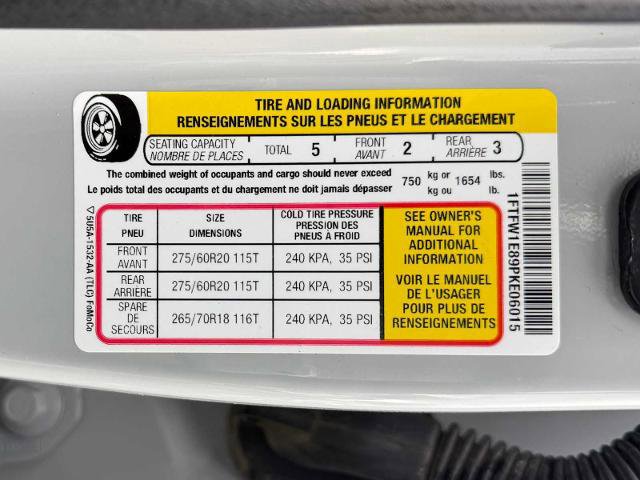 TIRE AND LOADING INFORMATION
RENSEIGNEMENTS SUR LES PNEUS ET LE CHARGEMENT
SEATING CAPACITY
NOMBRE DE PLACES
TOTAL 5
FRONT
AVANT 2
REAR
ARRIÈRE 3
The combined weight of occupants and cargo should never exceed 750 kg or 1654 lbs.
Le poids total des occupants et du chargement ne doit jamais dépasser kg ou lb.
TIRE
PNEU
SIZE
DIMENSIONS
COLD TIRE PRESSURE
PRESSION DES
PNEUS À FROID
FRONT
AVANT
275/60R20 115T
240 KPA, 35 PSI
REAR
ARRIÈRE
275/60R20 115T
240 KPA, 35 PSI
SPARE
DE
SECOURS
265/70R18 116T
240 KPA, 35 PSI
SEE OWNER'S
MANUAL FOR
ADDITIONAL
INFORMATION
VOIR LE MANUEL
DE L'USAGER
POUR PLUS DE
RENSEIGNEMENTS
5U5A-1532-AA (TLC) FoMoCo
1FTFW1E89PKE06015